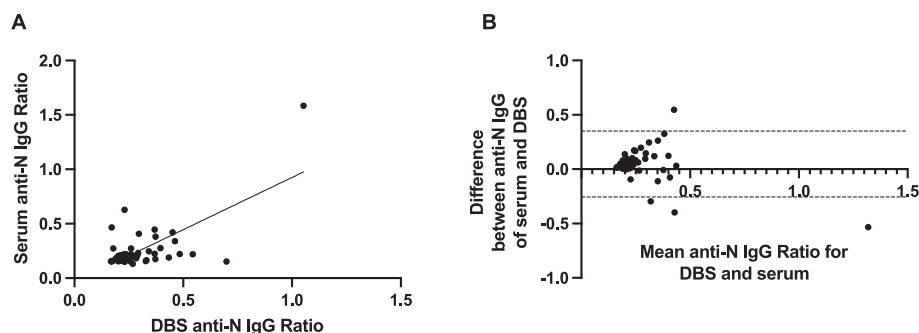 A
Serum anti-N IgG Ratio
2.0
1.5
1.0
0.5
0.0
0.0 0.5 1.0 1.5
DBS anti-N IgG Ratio
B
Difference
between anti-N IgG
of serum and DBS
1.0
0.5
0.0
-0.5
-1.0
0.5 1.0 1.5
Mean anti-N IgG Ratio for
DBS and serum